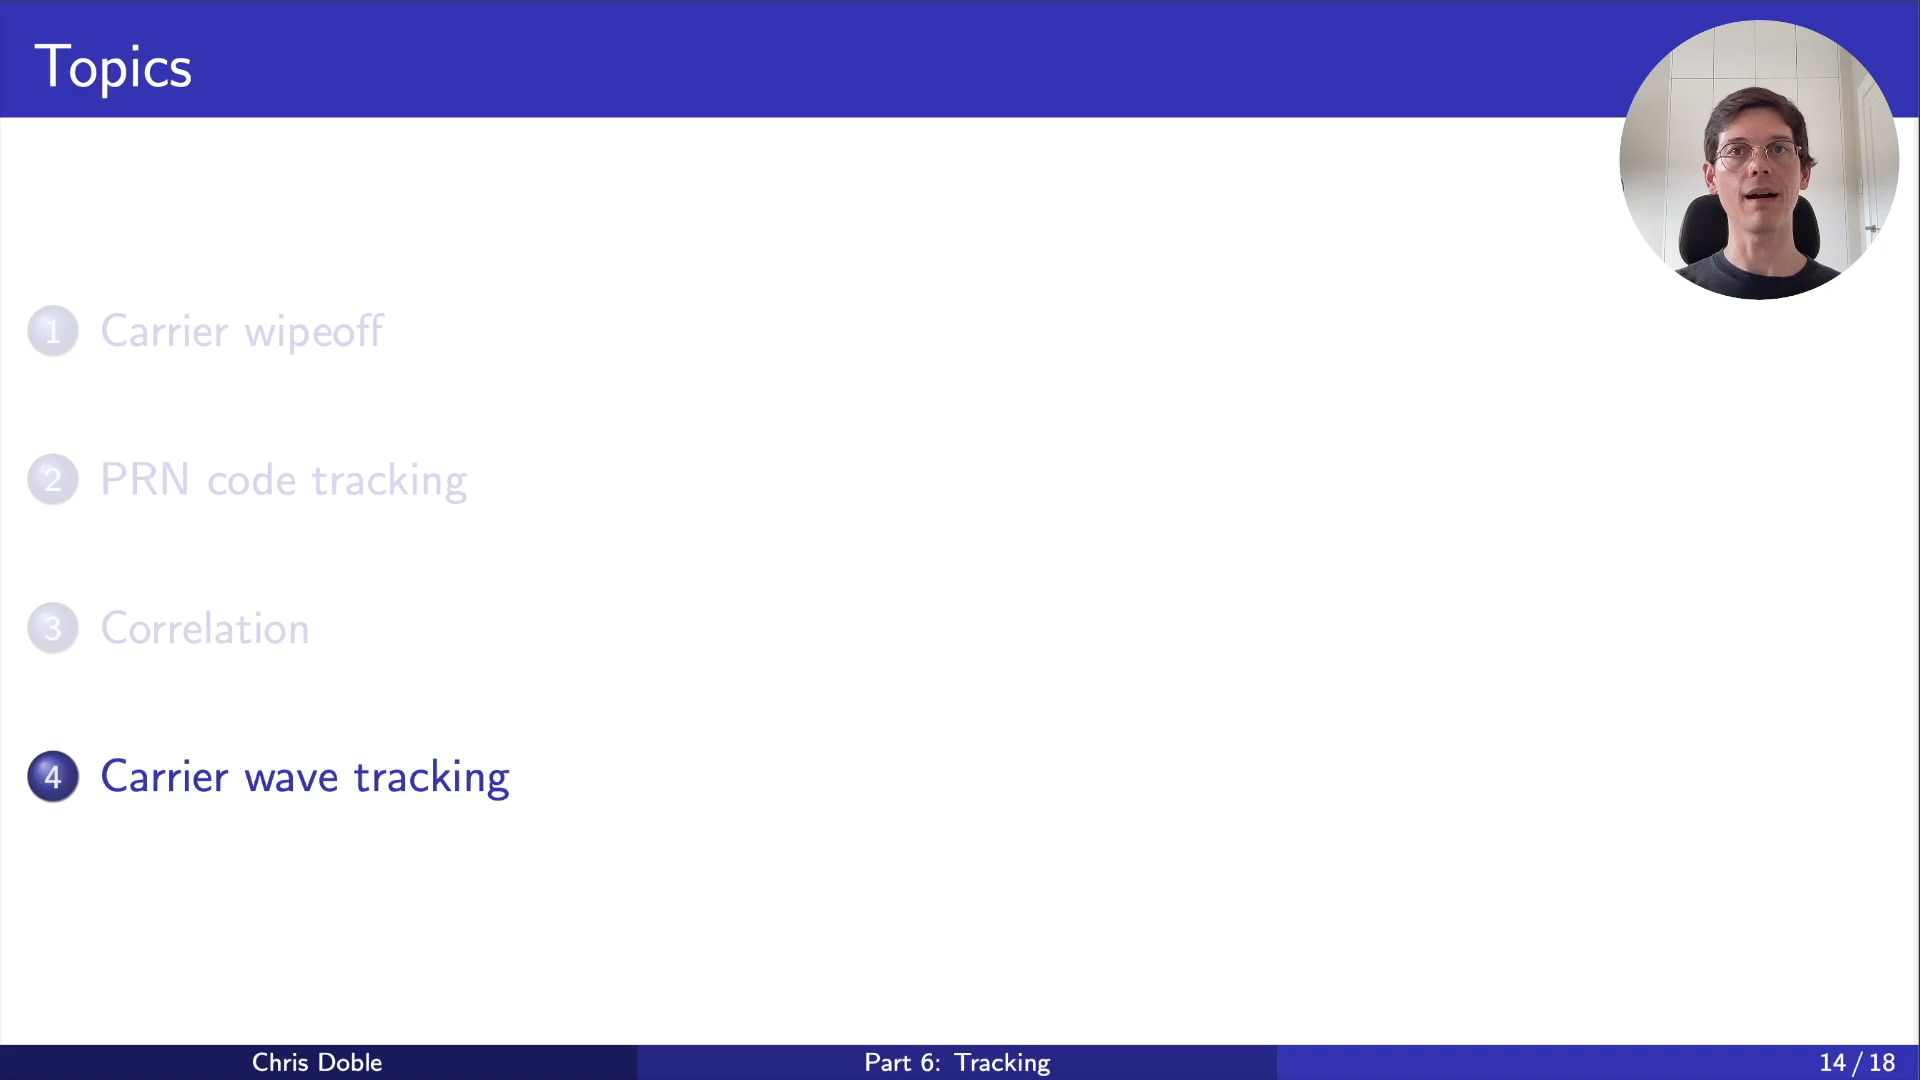 Topics
1 Carrier wipeoff
2 PRN code tracking
3 Correlation
4 Carrier wave tracking
Chris Doble
Part 6: Tracking
14 / 18